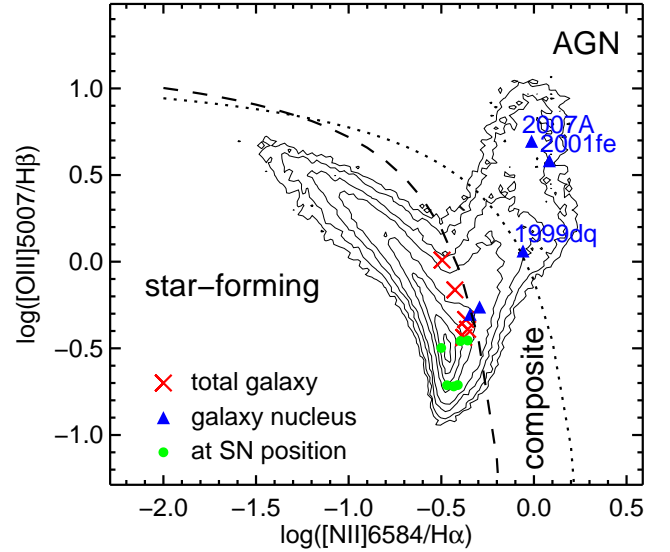 AGN
2007A
2001fe
1999dq
star−forming
composite
total galaxy
galaxy nucleus
at SN position
log([OIII]5007/Hβ)
1.0
0.5
0.0
−0.5
−1.0
−2.0 −1.5 −1.0 −0.5 0.0 0.5
log([NII]6584/Hα)